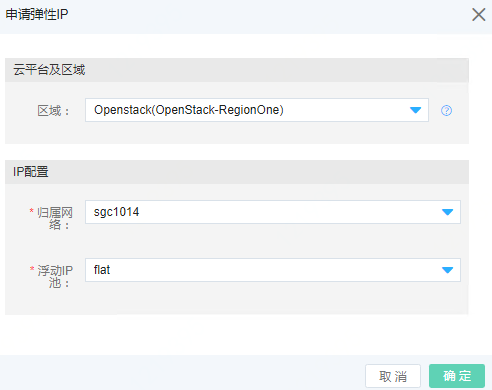 申请弹性IP
云平台及区域
区域：
Openstack(OpenStack-RegionOne)
IP配置
* 归属网
络：
sgc1014
* 浮动IP
池：
flat
取 消
确 定